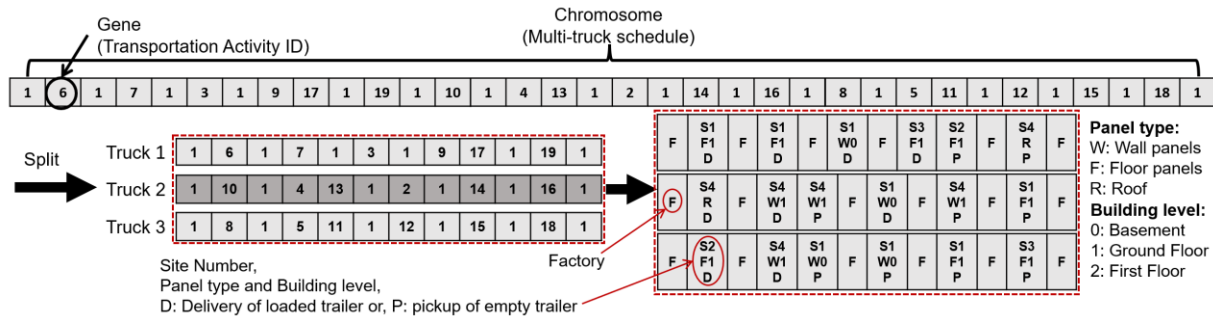 Gene
(Transportation Activity ID)
Chromosome
(Multi-truck schedule)
1 6 1 7 1 3 1 9 17 1 19 1 10 1 4 13 1 2 1 14 1 16 1 8 1 5 11 1 12 1 15 1 18 1
Split
Truck 1 1 6 1 7 1 3 1 9 17 1 19 1
Truck 2 1 10 1 4 13 1 2 1 14 1 16 1
Truck 3 1 8 1 5 11 1 12 1 15 1 18 1
S1 S1 S1 S3 S2 S4
F F1 F F1 F W0 F F1 F1 F R F
D D D D P P
S4 S4 S4 S1 S4 S1
F R F W1 W1 F W0 F W1 F F1 F
D D P D P P
S2 S4 S1 S1 S1 S3
F F1 F W1 W0 F W0 F F1 F F1 F
D D P P P P
Panel type:
W: Wall panels
F: Floor panels
R: Roof
Building level:
0: Basement
1: Ground Floor
2: First Floor
Factory
Site Number,
Panel type and Building level,
D: Delivery of loaded trailer or, P: pickup of empty trailer